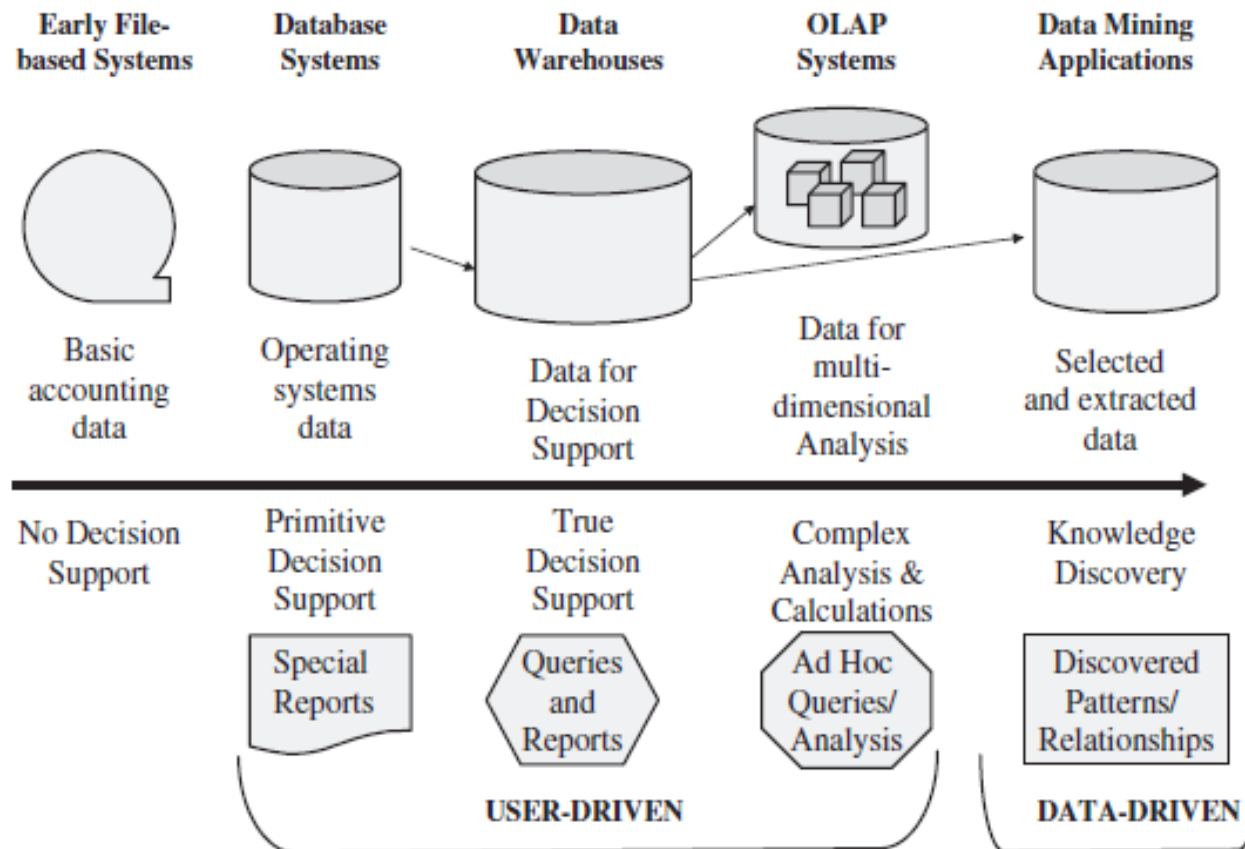 Early File-
based Systems
Database
Systems
Data
Warehouses
OLAP
Systems
Data Mining
Applications
Basic
accounting
data
Operating
systems
data
Data for
Decision
Support
Data for
multi-
dimensional
Analysis
Selected
and extracted
data
No Decision
Support
Primitive
Decision
Support
True
Decision
Support
Complex
Analysis &
Calculations
Knowledge
Discovery
Special
Reports
Queries
and
Reports
Ad Hoc
Queries/
Analysis
Discovered
Patterns/
Relationships
USER-DRIVEN
DATA-DRIVEN